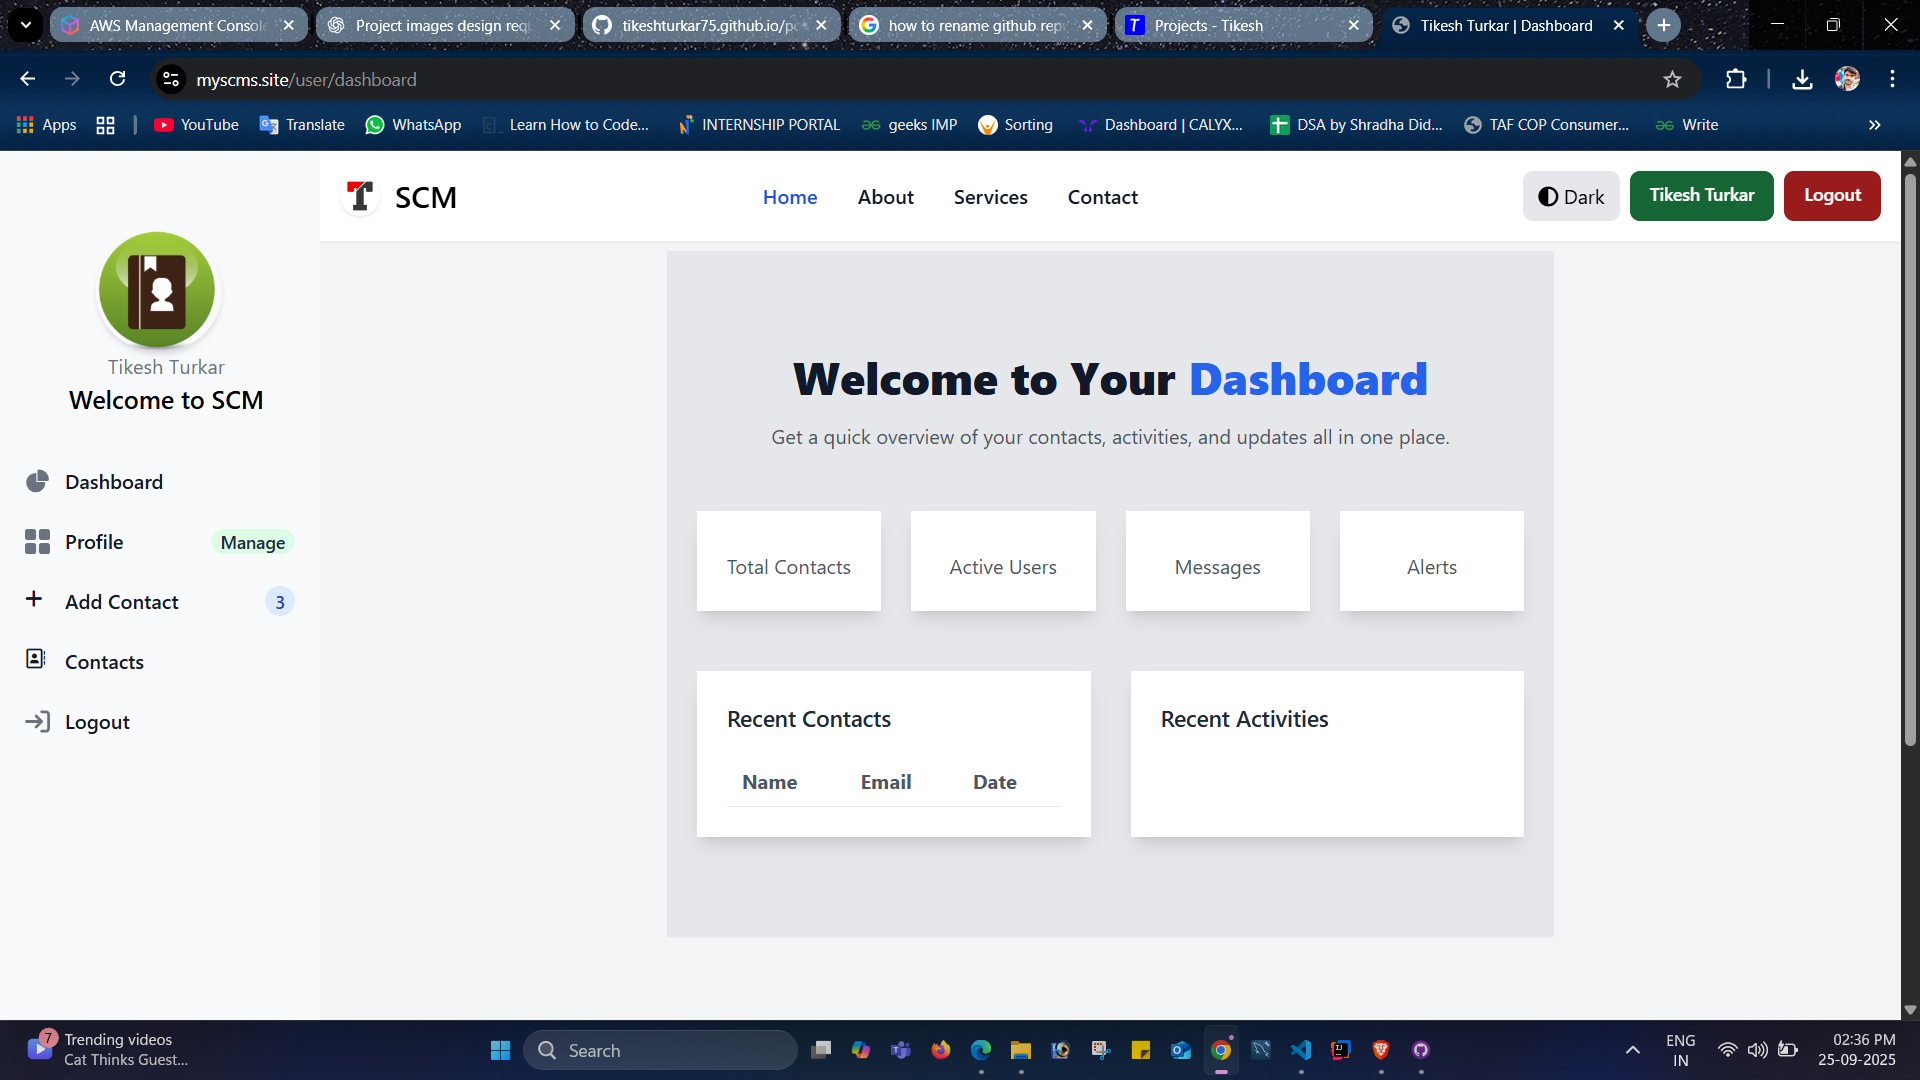 AWS Management Console
Project images design req
tikeshturkar75.github.io/po
how to rename github rep
T Projects - Tikesh
Tikesh Turkar | Dashboard
myscms.site/user/dashboard
Apps
YouTube
Translate
WhatsApp
Learn How to Code...
INTERNSHIP PORTAL
geeks IMP
Sorting
Dashboard | CALYX...
DSA by Shradha Did...
TAF COP Consumer...
Write
SCM
Home
About
Services
Contact
Dark
Tikesh Turkar
Logout
Tikesh Turkar
Welcome to SCM
Dashboard
Profile
Manage
Add Contact
3
Contacts
Logout
Welcome to Your Dashboard
Get a quick overview of your contacts, activities, and updates all in one place.
Total Contacts
Active Users
Messages
Alerts
Recent Contacts
Name Email Date
Recent Activities
7
Trending videos
Cat Thinks Guest...
Search
ENG
IN
02:36 PM
25-09-2025